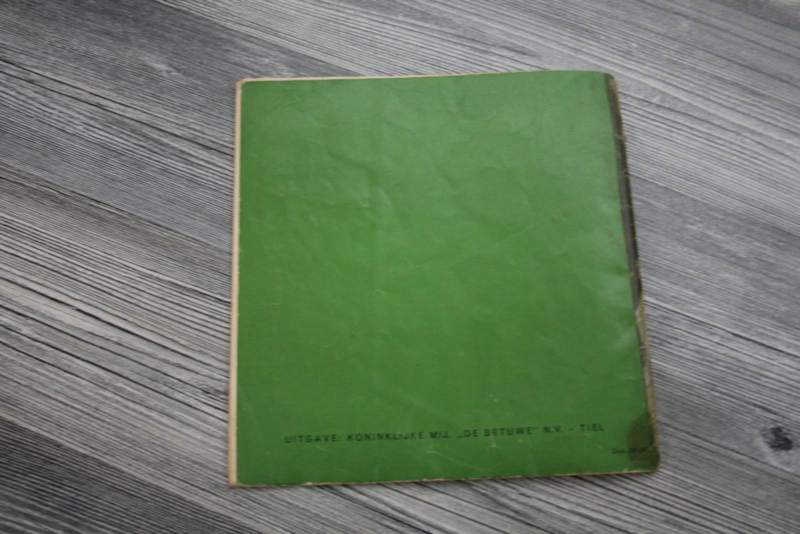 UITGAVE: KONINKLIJKE MIJ. „DE BETUWE" N.V. - TIEL